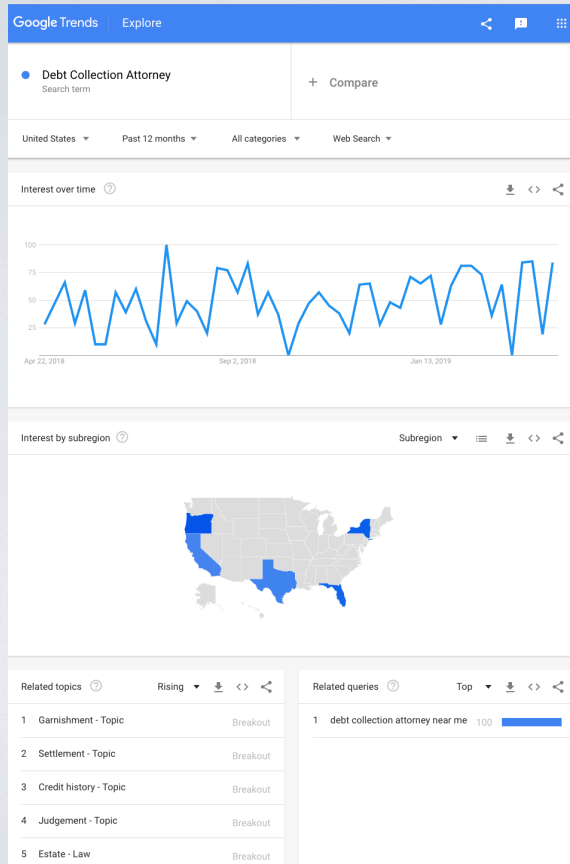 Google Trends Explore
Debt Collection Attorney
Search term
+ Compare
United States Past 12 months All categories Web Search
Interest over time
100
75
50
25
Apr 22, 2018 Sep 2, 2018 Jan 13, 2019
Interest by subregion Subregion
Related topics Rising
1 Garnishment - Topic Breakout
2 Settlement - Topic Breakout
3 Credit history - Topic Breakout
4 Judgement - Topic Breakout
5 Estate - Law Breakout
Related queries Top
1 debt collection attorney near me 100